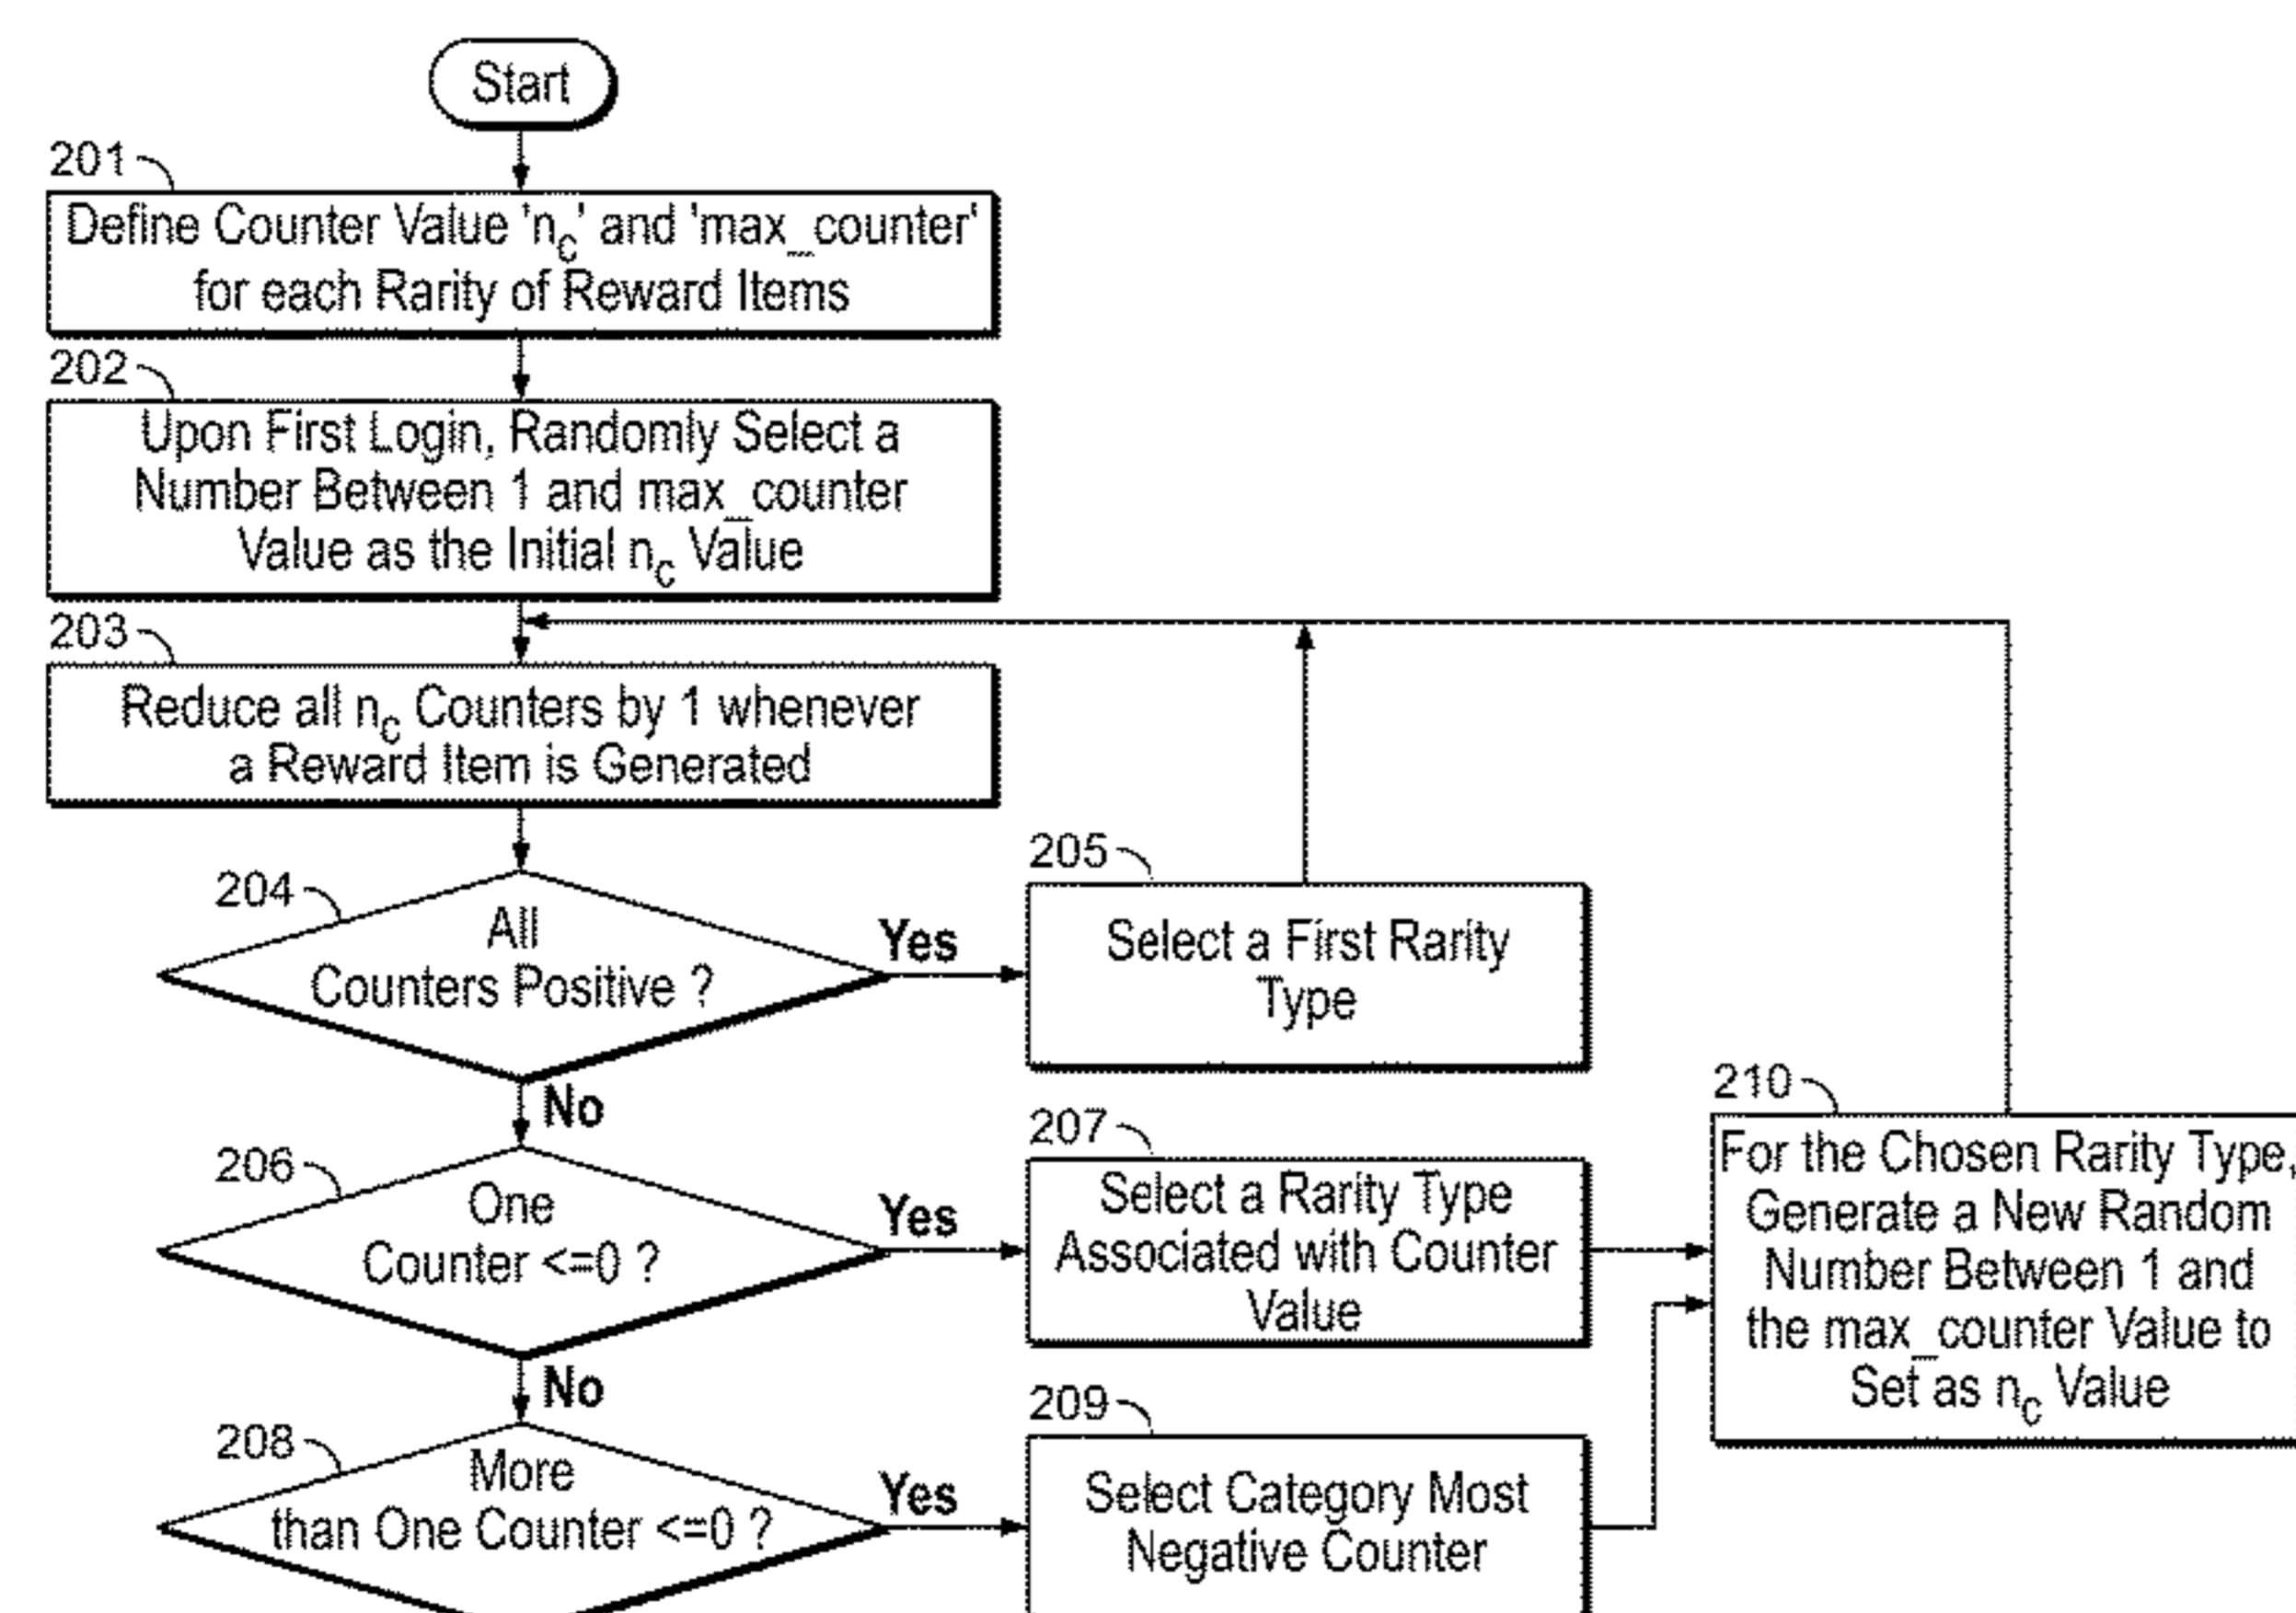 Start
201
Define Counter Value 'nc' and 'max_counter'
for each Rarity of Reward Items
202
Upon First Login, Randomly Select a
Number Between 1 and max_counter
Value as the Initial nc Value
203
Reduce all nc Counters by 1 whenever
a Reward Item is Generated
204
All
Counters Positive ?
Yes
205
Select a First Rarity
Type
No
206
One
Counter <=0 ?
Yes
207
Select a Rarity Type
Associated with Counter
Value
210
For the Chosen Rarity Type,
Generate a New Random
Number Between 1 and
the max_counter Value to
Set as nc Value
No
208
More
than One Counter <=0 ?
Yes
209
Select Category Most
Negative Counter